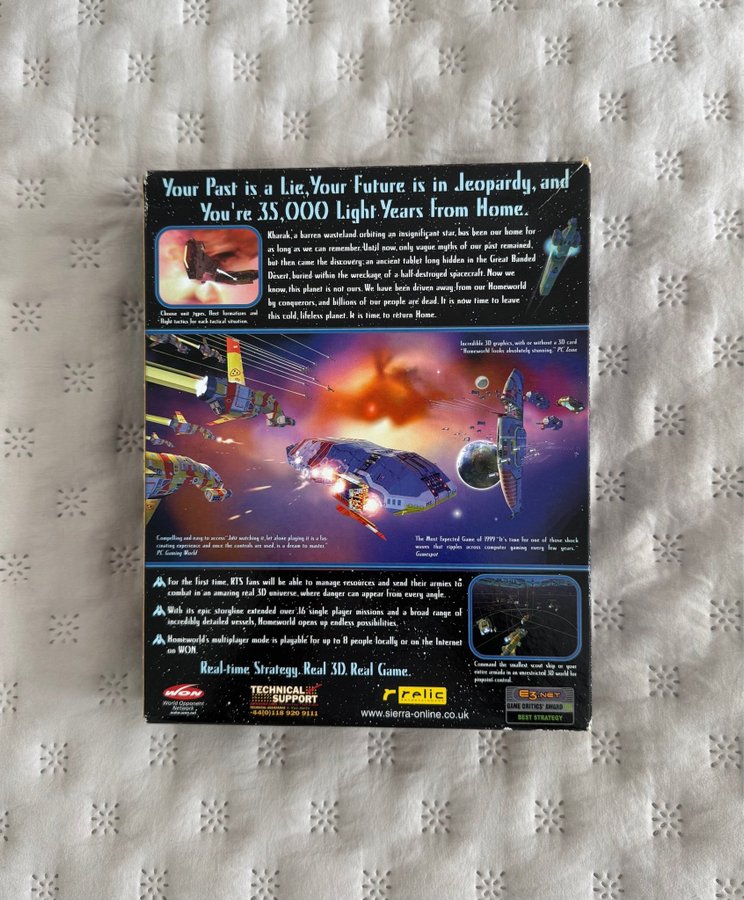 Your Past is a Lie, Your Future is in Jeopardy, and
You're 35,000 Light Years From Home.
Kharak, a barren wasteland orbiting an insignificant star, has been our home for
as long as we can remember. Until now, only vague myths of our past remained,
but then came the discovery: an ancient tablet long hidden in the Great Banded
Desert, buried within the wreckage of a half-destroyed spacecraft. Now we
know, this planet is not ours. We have been driven away from our Homeworld
by conquerors, and billions of our people are dead. It is now time to leave
this cold, lifeless planet. It is time to return Home.
Choose unit types, fleet formations and
flight tactics for each tactical situation.
Incredible 3D graphics, with or without a 3D card
"Homeworld looks absolutely stunning." PC Zone
Compelling and easy to access "Just watching it, let alone playing it is a fas-
cinating experience and once the controls are used, is a dream to master."
PC Gaming World
The Most Expected Game of 1999 "It's time for one of those shock
waves that ripples across computer gaming every few years."
Gamespot
For the first time, RTS fans will be able to manage resources and send their armies to
combat in an amazing real 3D universe, where danger can appear from every angle.
With its epic storyline extended over 16 single player missions and a broad range of
incredibly detailed vessels, Homeworld opens up endless possibilities.
Homeworld's multiplayer mode is playable for up to 8 people locally or on the Internet
on WON.
Command the smallest scout ship or your
entire armada in an unrestricted 3D world for
pinpoint control.
Real-time Strategy. Real 3D. Real Game.
WON
World Opponent
Network
www.won.net
TECHNICAL
SUPPORT
+44(0)118 920 9111
relic
ENTERTAINMENT
www.sierra-online.co.uk
E3.NET
GAME CRITICS' AWARD
BEST STRATEGY